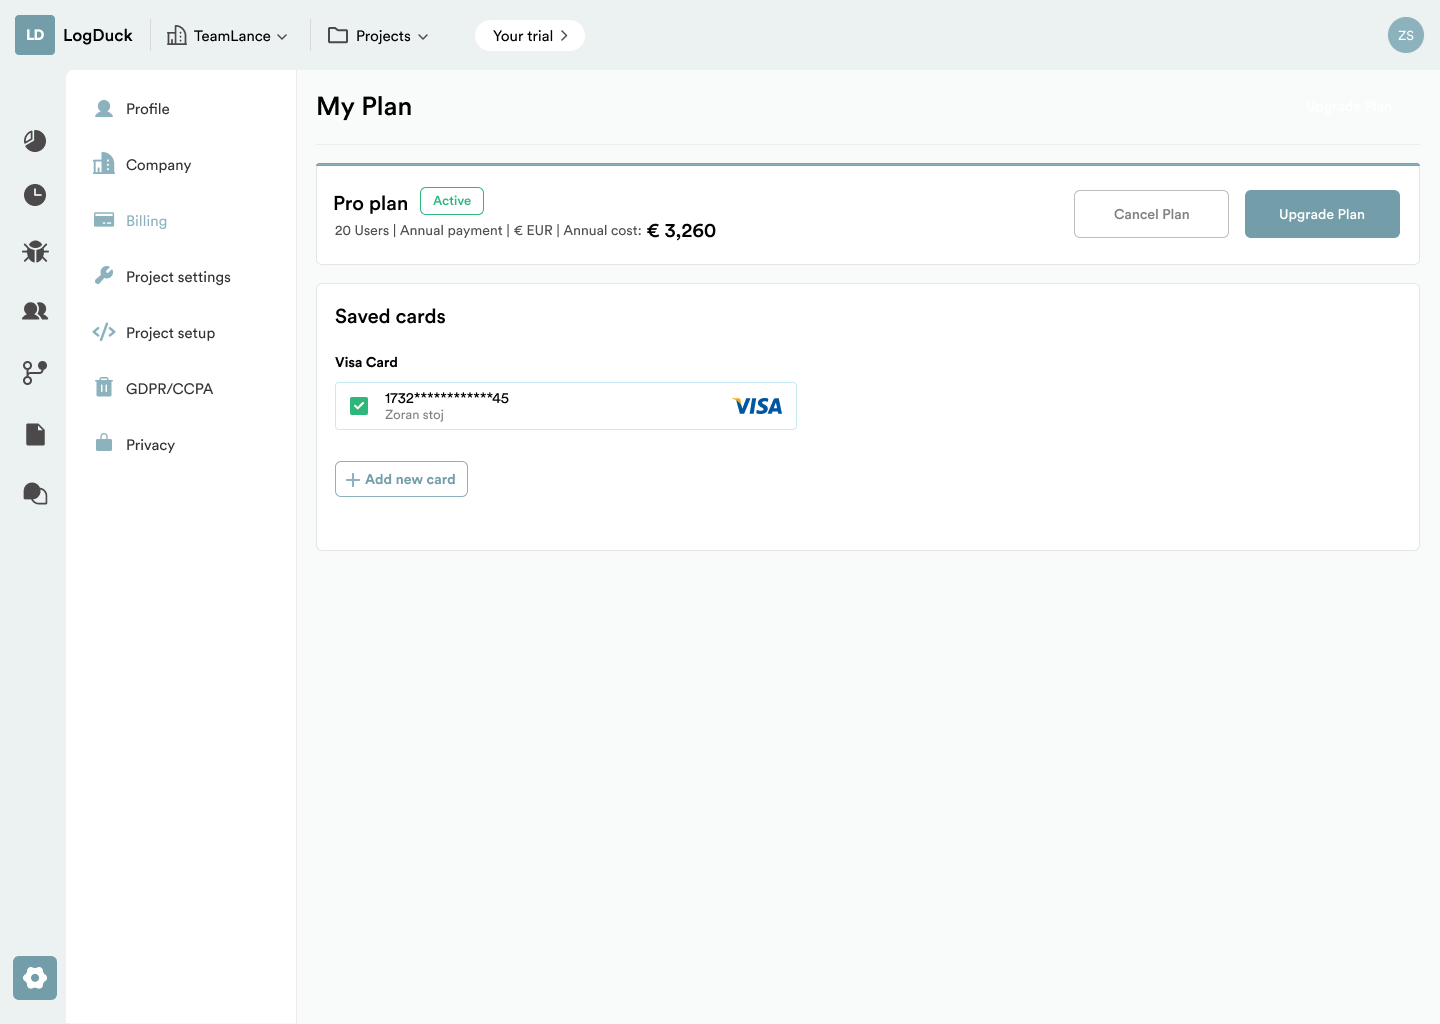 LD
LogDuck
TeamLance
Projects
Your trial
ZS
Profile
Company
Billing
Project settings
Project setup
GDPR/CCPA
Privacy
My Plan
Upgrade Plan
Pro plan
Active
20 Users | Annual payment | € EUR | Annual cost: € 3,260
Cancel Plan
Upgrade Plan
Saved cards
Visa Card
1732************45
Zoran stoj
VISA
Add new card